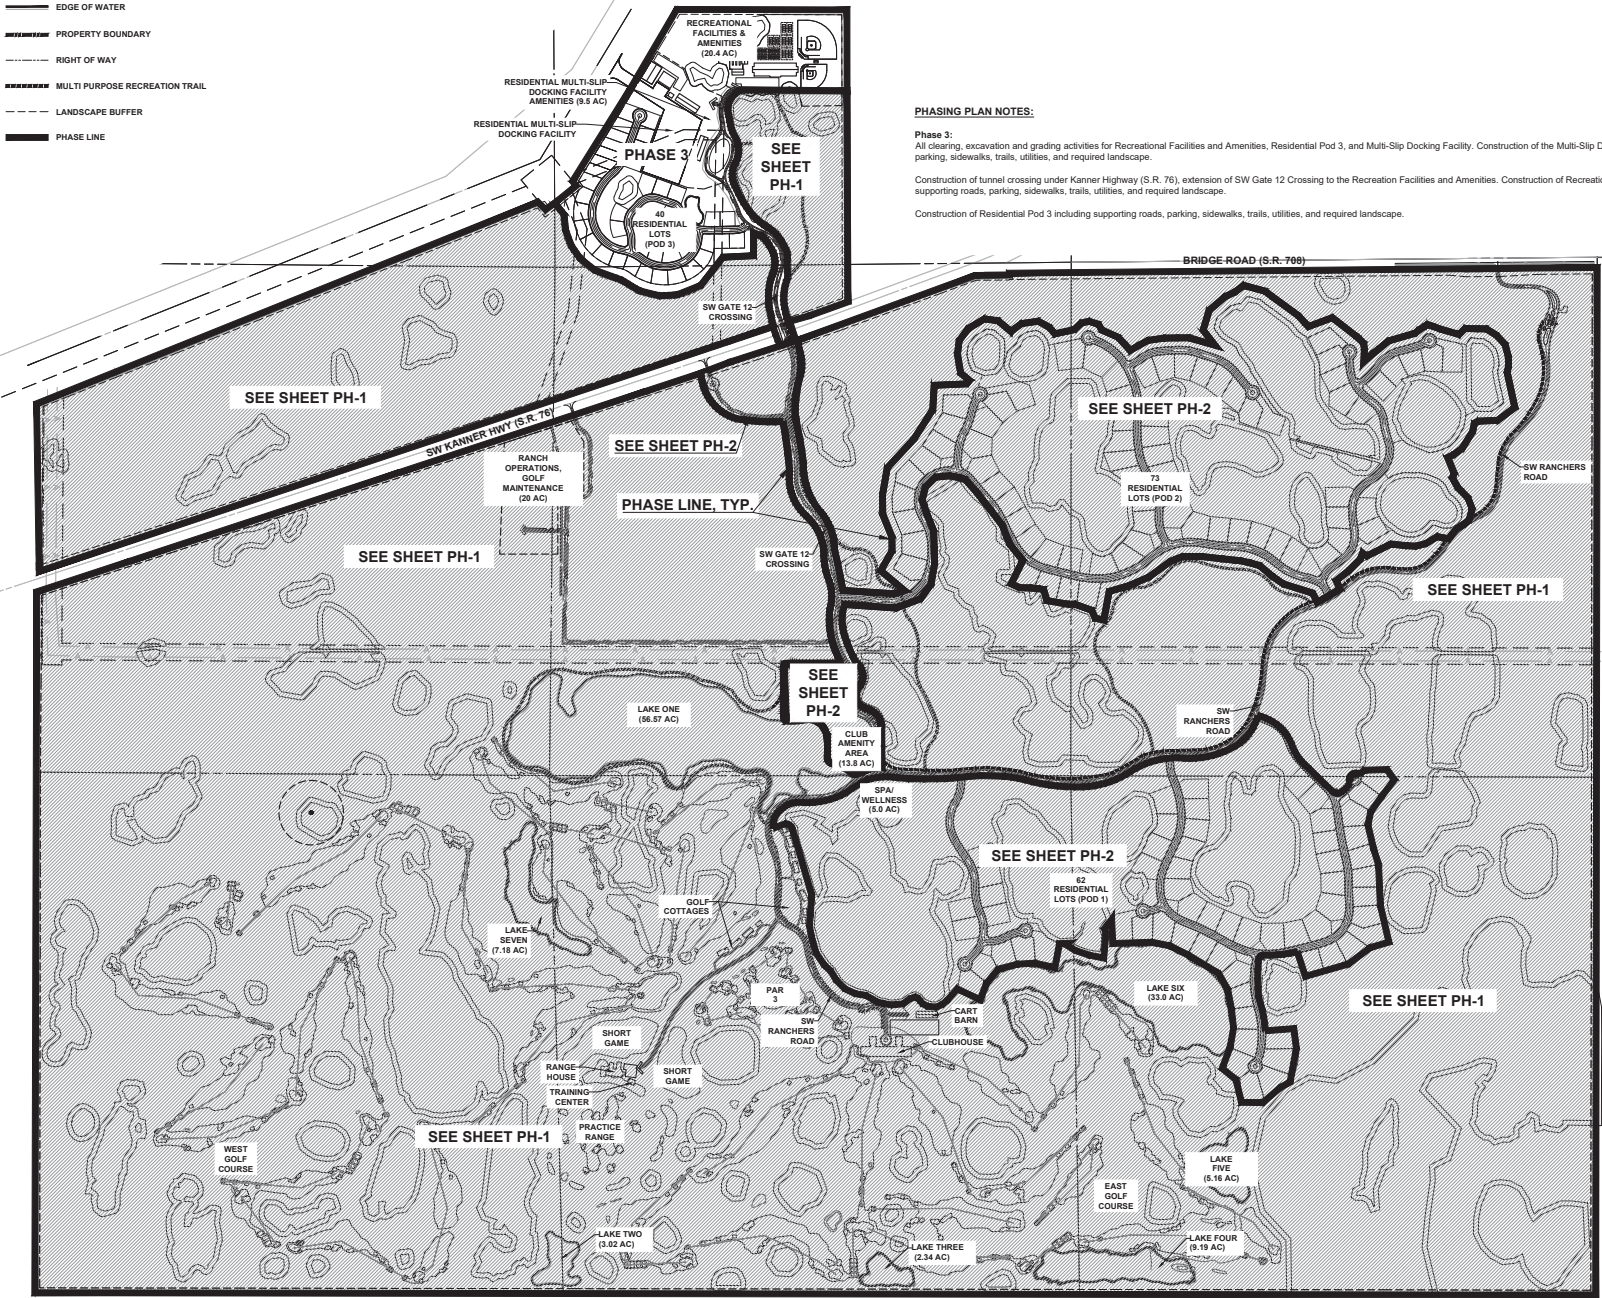 EDGE OF WATER
PROPERTY BOUNDARY
RIGHT OF WAY
MULTI PURPOSE RECREATION TRAIL
LANDSCAPE BUFFER
PHASE LINE
RECREATIONAL
FACILITIES &
AMENITIES
(20.4 AC)
RESIDENTIAL MULTI-SLIP
DOCKING FACILITY
AMENITIES (9.5 AC)
RESIDENTIAL MULTI-SLIP
DOCKING FACILITY
PHASE 3
SEE
SHEET
PH-1
40
RESIDENTIAL
LOTS
(POD 3)
PHASING PLAN NOTES:
Phase 3:
All clearing, excavation and grading activities for Recreational Facilities and Amenities, Residential Pod 3, and Multi-Slip Docking Facility. Construction of the Multi-Slip D
parking, sidewalks, trails, utilities, and required landscape.
Construction of tunnel crossing under Kanner Highway (S.R. 76), extension of SW Gate 12 Crossing to the Recreation Facilities and Amenities. Construction of Recreatio
supporting roads, parking, sidewalks, trails, utilities, and required landscape.
Construction of Residential Pod 3 including supporting roads, parking, sidewalks, trails, utilities, and required landscape.
BRIDGE ROAD (S.R. 708)
SW GATE 12
CROSSING
SEE SHEET PH-1
SW KANNER HWY (S.R. 76)
SEE SHEET PH-2
SEE SHEET PH-2
RANCH
OPERATIONS,
GOLF
MAINTENANCE
(20 AC)
PHASE LINE, TYP.
73
RESIDENTIAL
LOTS (POD 2)
SW RANCHERS
ROAD
SEE SHEET PH-1
SW GATE 12
CROSSING
SEE SHEET PH-1
SEE
SHEET
PH-2
LAKE ONE
(56.57 AC)
SW
RANCHERS
ROAD
CLUB
AMENITY
AREA
(13.8 AC)
SPA/
WELLNESS
(5.0 AC)
SEE SHEET PH-2
62
RESIDENTIAL
LOTS (POD 1)
GOLF
COTTAGES
LAKE
SEVEN
(7.18 AC)
PAR
3
LAKE SIX
(33.0 AC)
SEE SHEET PH-1
SW
RANCHERS
ROAD
CART
BARN
CLUBHOUSE
SHORT
GAME
RANGE
HOUSE
SHORT
GAME
TRAINING
CENTER
PRACTICE
RANGE
SEE SHEET PH-1
WEST
GOLF
COURSE
LAKE
FIVE
(5.16 AC)
EAST
GOLF
COURSE
LAKE TWO
(3.02 AC)
LAKE THREE
(2.34 AC)
LAKE FOUR
(9.19 AC)